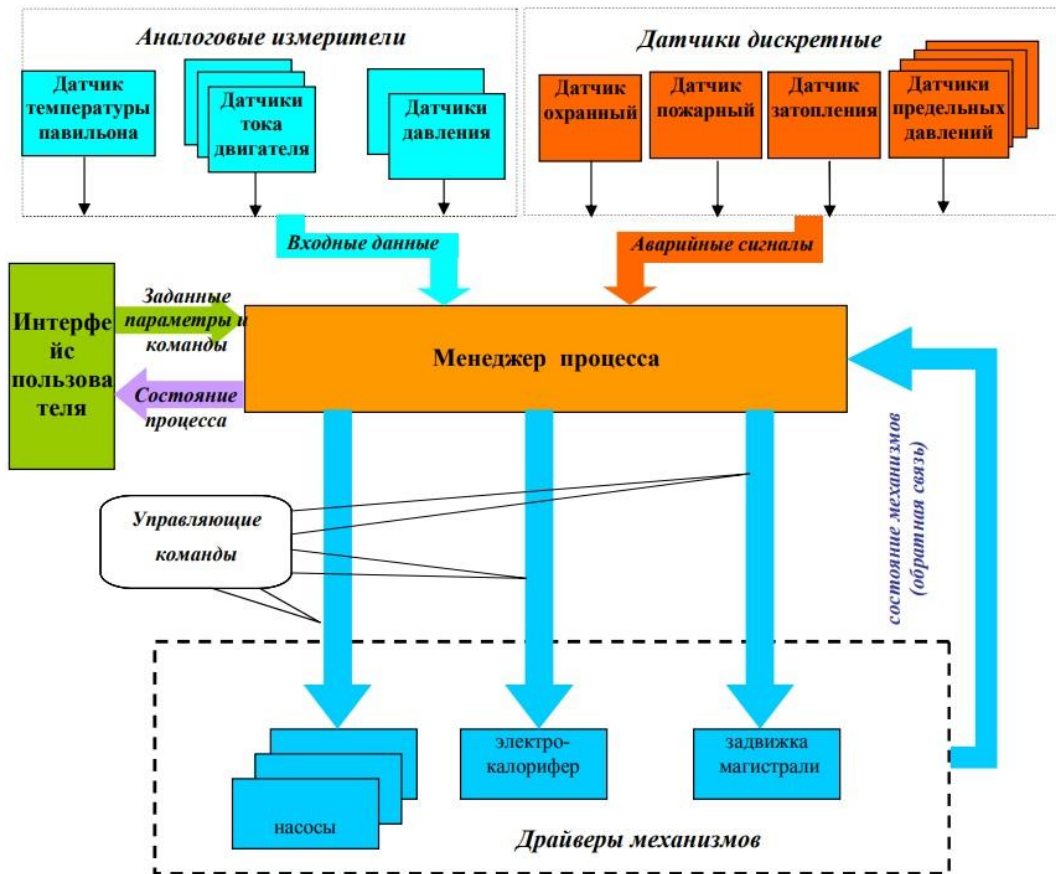 Аналоговые измерители
Датчики дискретные
Датчик
температуры
павильона
Датчики
тока
двигателя
Датчики
давления
Датчик
охранный
Датчик
пожарный
Датчик
затопления
Датчики
предельных
давлений
Входные данные
Аварийные сигналы
Интерфе
йс
пользова
теля
Заданные
параметры и
команды
Состояние
процесса
Менеджер процесса
Управляющие
команды
состояние механизмов
(обратная связь)
насосы
электро-
калорифер
задвижка
магистрали
Драйверы механизмов